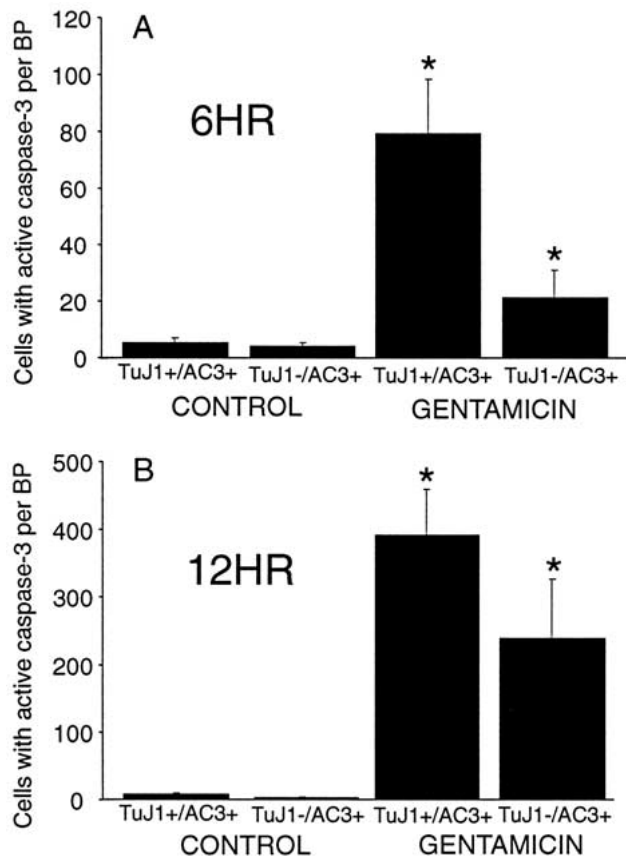 A
Cells with active caspase-3 per BP
120
100
80
60
40
20
0
6HR
*
*
TuJ1+/AC3+ TuJ1-/AC3+ TuJ1+/AC3+ TuJ1-/AC3+
CONTROL GENTAMICIN
B
Cells with active caspase-3 per BP
500
400
300
200
100
0
12HR
*
*
TuJ1+/AC3+ TuJ1-/AC3+ TuJ1+/AC3+ TuJ1-/AC3+
CONTROL GENTAMICIN